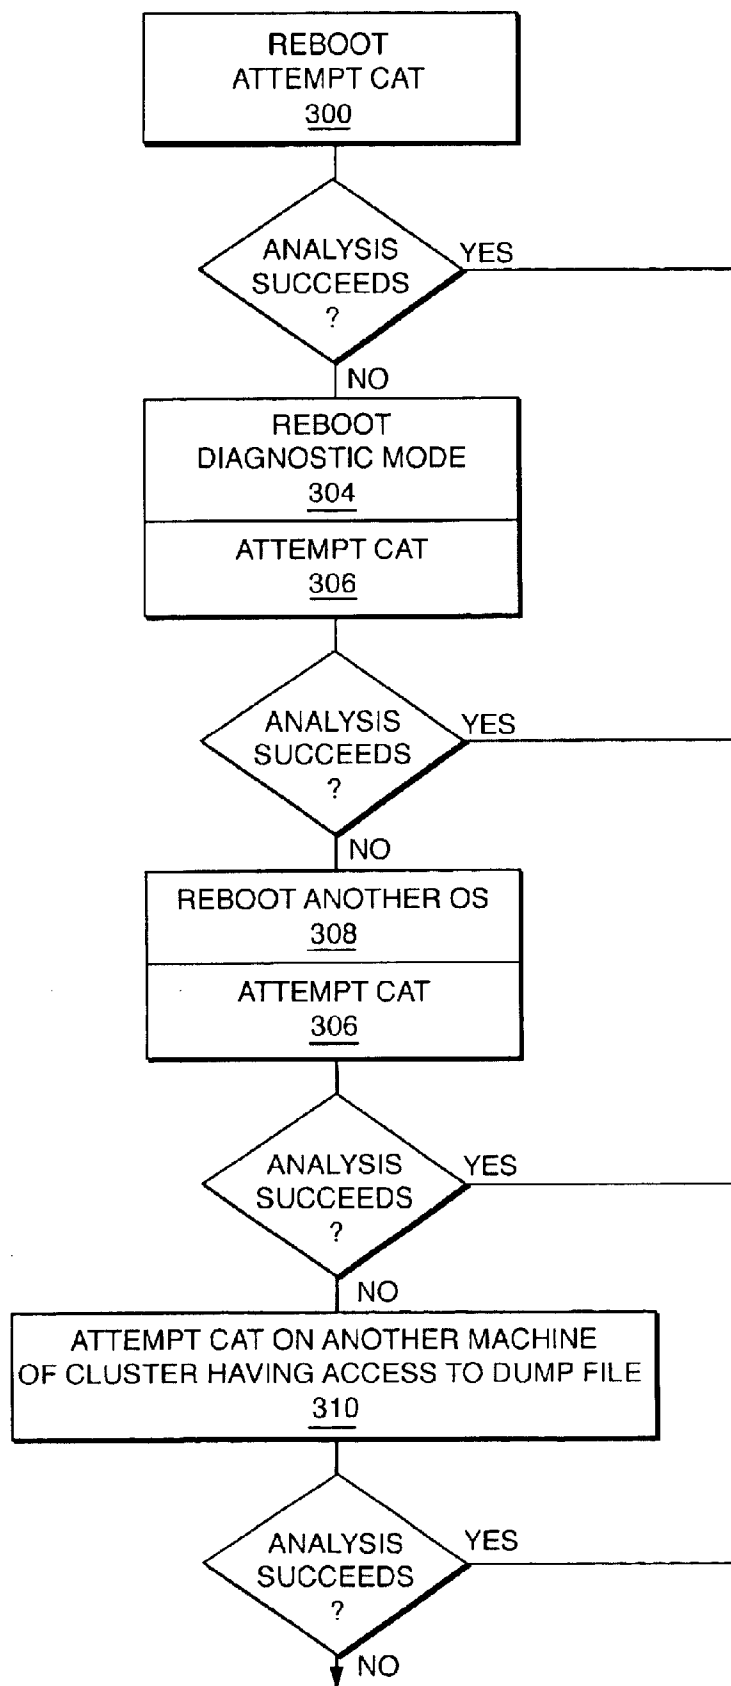 REBOOT
ATTEMPT CAT
300
ANALYSIS
SUCCEEDS
?
YES
NO
REBOOT
DIAGNOSTIC MODE
304
ATTEMPT CAT
306
ANALYSIS
SUCCEEDS
?
YES
NO
REBOOT ANOTHER OS
308
ATTEMPT CAT
306
ANALYSIS
SUCCEEDS
?
YES
NO
ATTEMPT CAT ON ANOTHER MACHINE
OF CLUSTER HAVING ACCESS TO DUMP FILE
310
ANALYSIS
SUCCEEDS
?
YES
NO